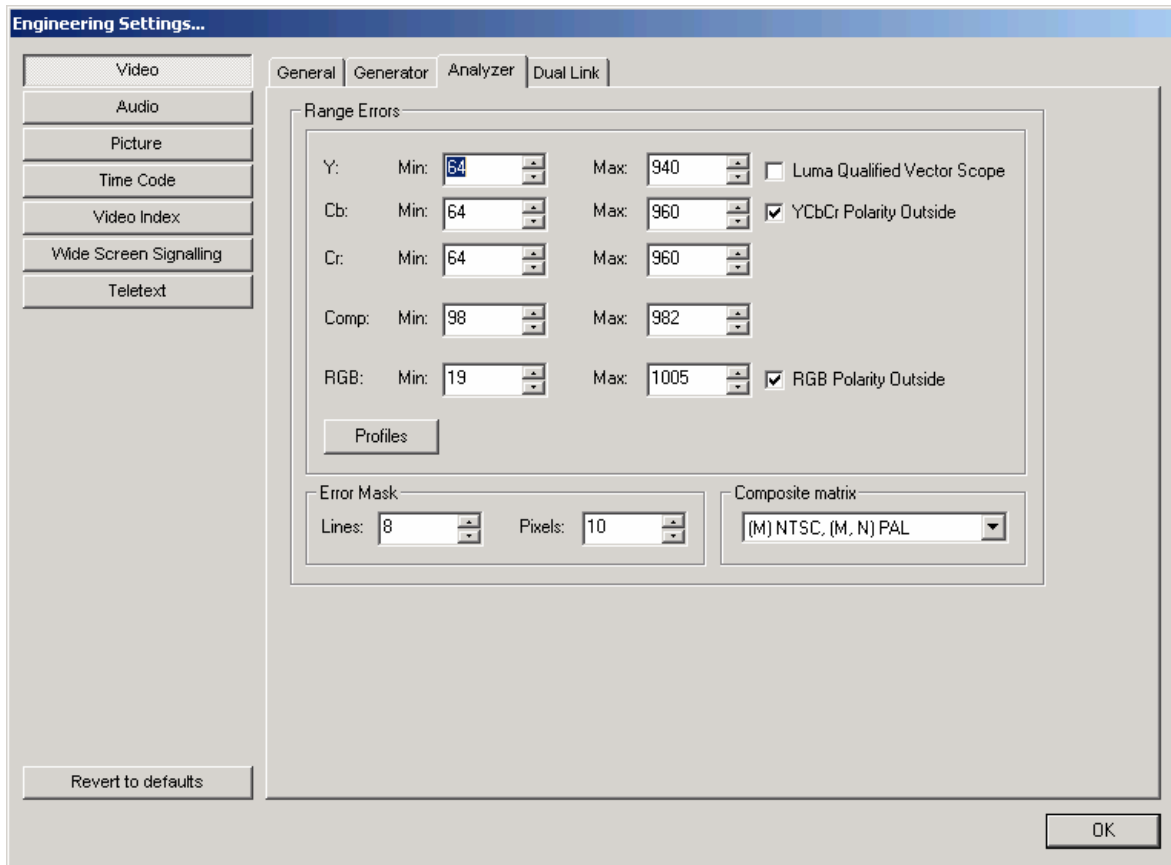 Engineering Settings...
Video
Audio
Picture
Time Code
Video Index
Wide Screen Signalling
Teletext
Revert to defaults
General Generator Analyzer Dual Link
Range Errors
Y: Min: 64 Max: 940 Luma Qualified Vector Scope
Cb: Min: 64 Max: 960 YCbCr Polarity Outside
Cr: Min: 64 Max: 960
Comp: Min: 98 Max: 982
RGB: Min: 19 Max: 1005 RGB Polarity Outside
Profiles
Error Mask
Lines: 8 Pixels: 10
Composite matrix
(M) NTSC, (M, N) PAL
OK